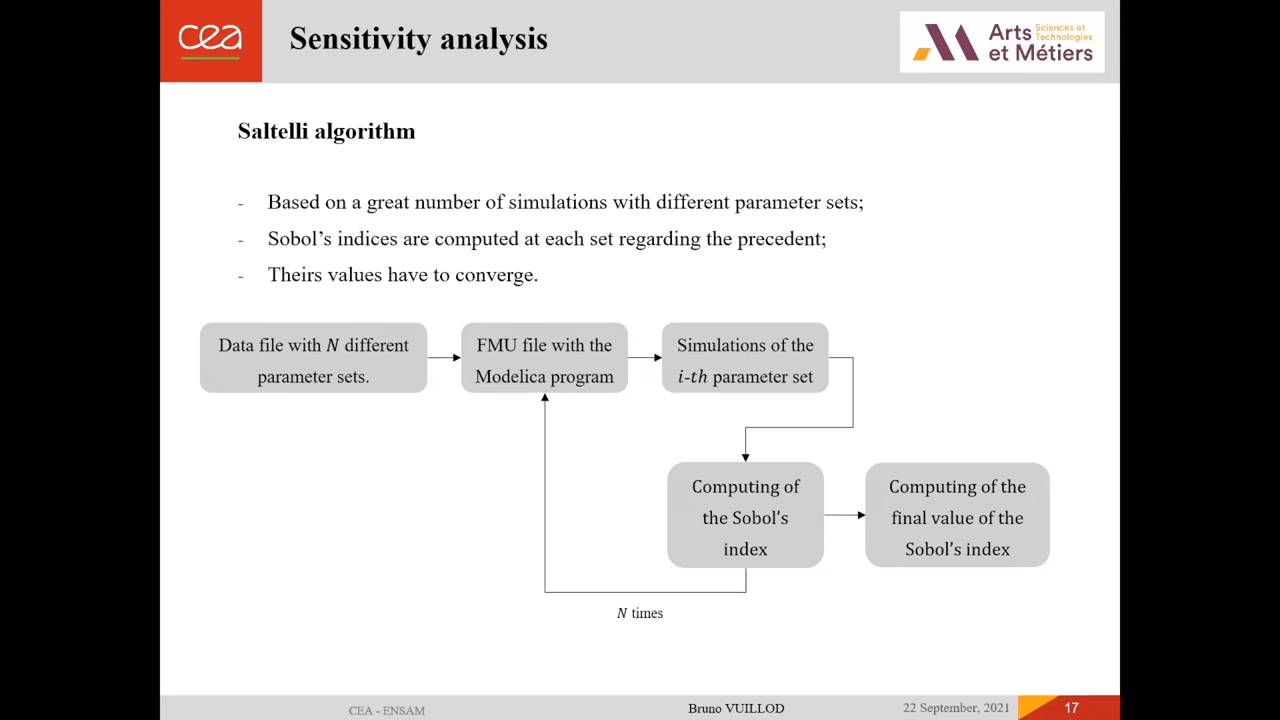 cea
Sensitivity analysis
Arts
et Métiers
Sciences et
Technologies
Saltelli algorithm
- Based on a great number of simulations with different parameter sets;
- Sobol’s indices are computed at each set regarding the precedent;
- Theirs values have to converge.
Data file with N different
parameter sets.
FMU file with the
Modelica program
Simulations of the
i-th parameter set
Computing of
the Sobol’s
index
Computing of the
final value of the
Sobol’s index
N times
CEA - ENSAM
Bruno VUILLOD
22 September, 2021
17